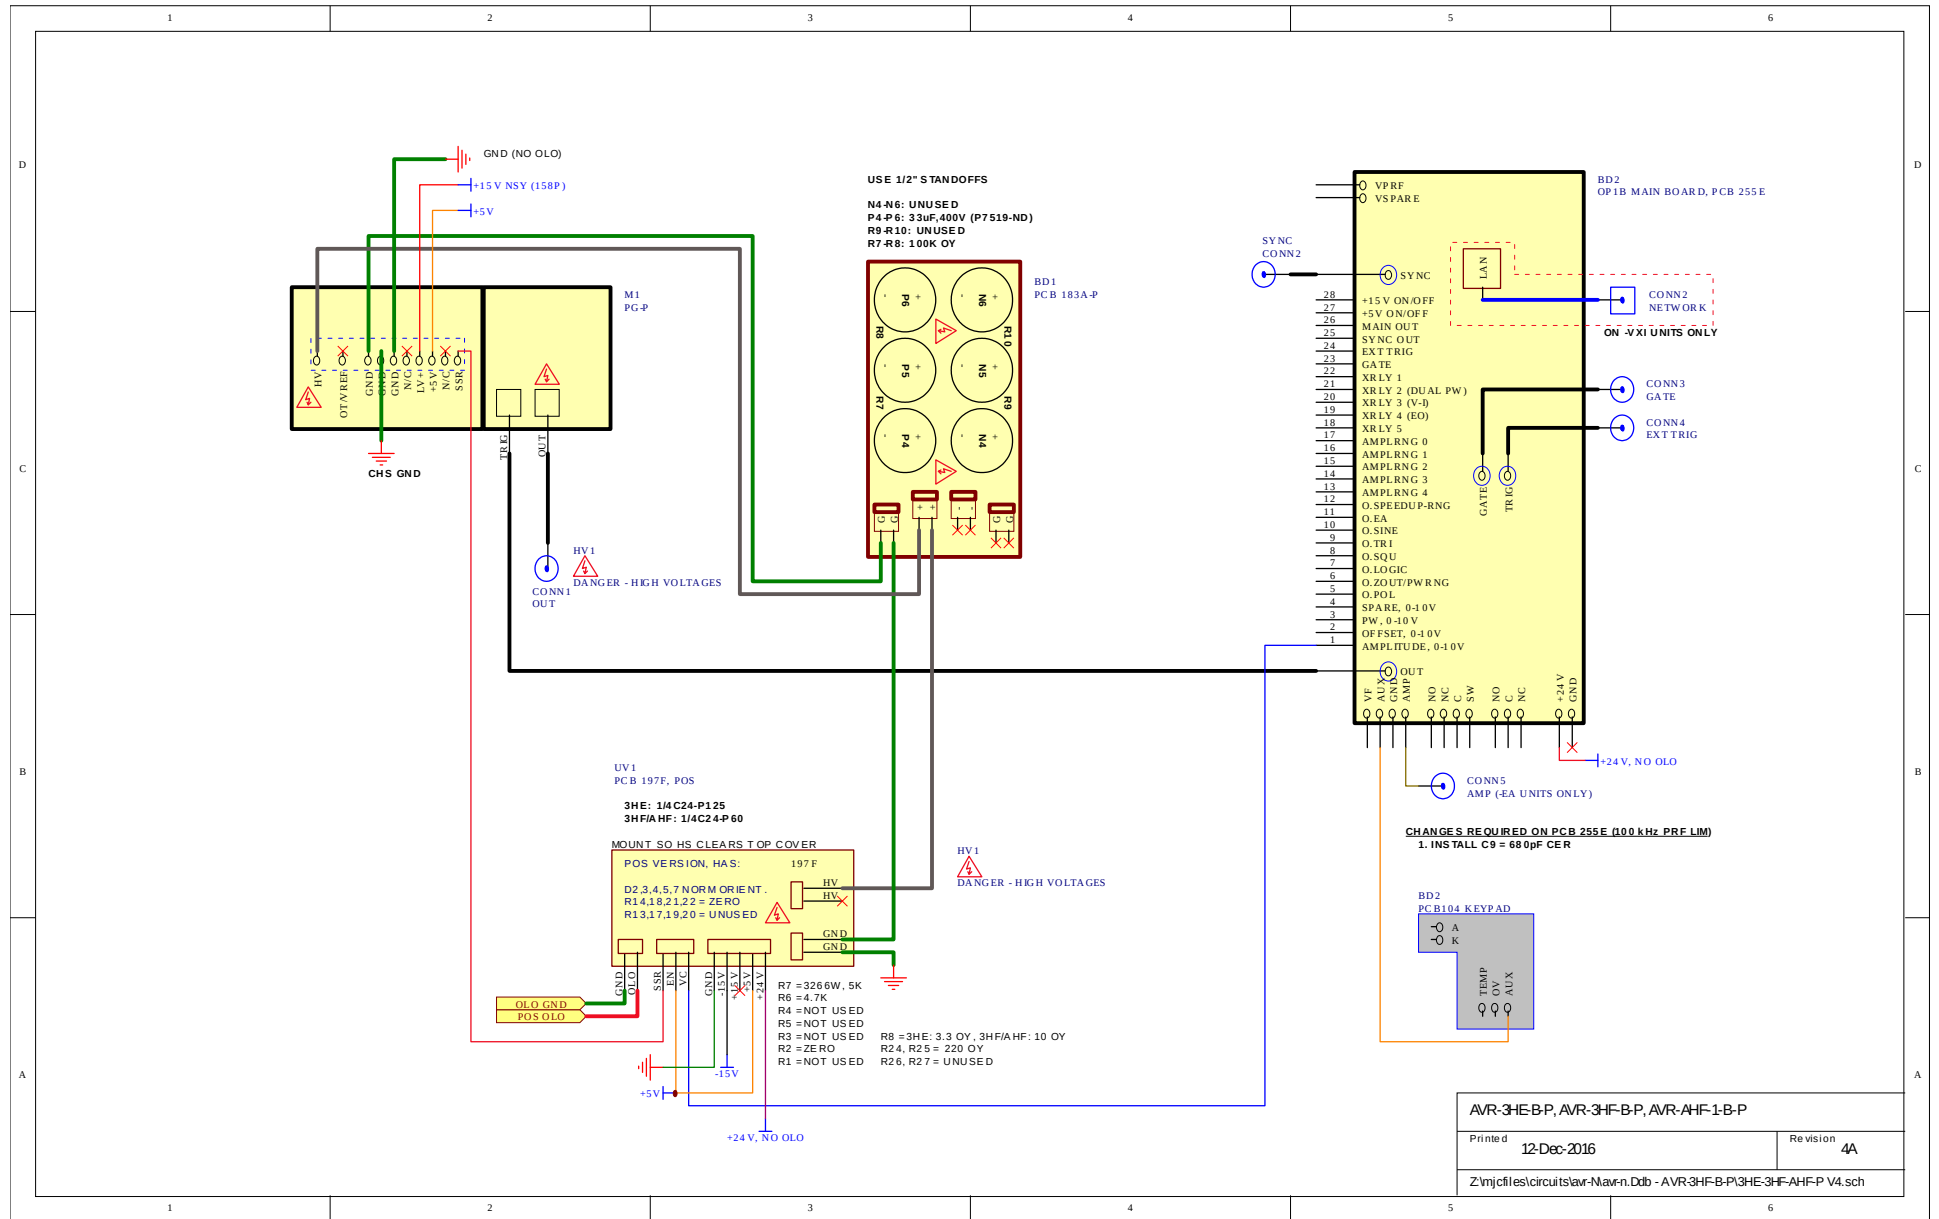 1 2 3 4 5 6
D
D
GND (NO OLO)
+15V NSY (158P)
+5V
M1
PG-P
HV
OT/VREF
GND
GND
GND
N/C
LV+
+5V
N/C
SSR
TRIG
OUT
CHS GND
HV1
DANGER - HIGH VOLTAGES
CONN1
OUT
USE 1/2" STANDOFFS
N4-N6: UNUSED
P4-P6: 33uF,400V (P7519-ND)
R9-R10: UNUSED
R7-R8: 100K OY
BD1
PCB 183A-P
P6
N6
R8
R10
P5
N5
R7
R9
P4
N4
G G
+ +
- -
G G
SYNC
CONN2
BD2
OP1B MAIN BOARD, PCB 255E
VPRF
VSPARE
SYNC
LAN
CONN2
NETWORK
ON -VXI UNITS ONLY
28 +15V ON/OFF
27 +5V ON/OFF
26 MAIN OUT
25 SYNC OUT
24 EXT TRIG
23 GATE
22 XRLY 1
21 XRLY 2 (DUAL PW)
20 XRLY 3 (V-I)
19 XRLY 4 (EO)
18 XRLY 5
17 AMPLRNG 0
16 AMPLRNG 1
15 AMPLRNG 2
14 AMPLRNG 3
13 AMPLRNG 4
12 O.SPEEDUP-RNG
11 O.EA
10 O.SINE
9 O.TRI
8 O.SQU
7 O.LOGIC
6 O.ZOUT/PWRNG
5 O.POL
4 SPARE, 0-10V
3 PW, 0-10V
2 OFFSET, 0-10V
1 AMPLITUDE, 0-10V
OUT
CONN3
GATE
CONN4
EXT TRIG
GATE
TRIG
VF
AUX
GND
AMP
NO
NC
C
SW
NO
C
NC
+24V
GND
+24V, NO OLO
CONN5
AMP (-EA UNITS ONLY)
CHANGES REQUIRED ON PCB 255E (100 kHz PRF LIM)
1. INSTALL C9 = 680pF CER
BD2
PCB104 KEYPAD
A
K
TEMP
OV
AUX
C
C
B
B
UV1
PCB 197F, POS
3HE: 1/4C24-P125
3HF/AHF: 1/4C24-P60
MOUNT SO HS CLEARS TOP COVER
POS VERSION, HAS: 197F
D2,3,4,5,7 NORM ORIENT.
R14,18,21,22 = ZERO
R13,17,19,20 = UNUSED
HV
HV
GND
GND
HV1
DANGER - HIGH VOLTAGES
GND
OLO
SSR
EN
VC
GND
-15V
+15V
+5V
+24V
OLO GND
POS OLO
R7 =3266W, 5K
R6 =4.7K
R4 =NOT USED
R5 =NOT USED
R3 =NOT USED R8 =3HE: 3.3 OY, 3HF/AHF: 10 OY
R2 =ZERO R24, R25 = 220 OY
R1 =NOT USED R26, R27 = UNUSED
-15V
+5V
+24V, NO OLO
A
A
AVR-3HE-B-P, AVR-3HF-B-P, AVR-AHF-1-B-P
Printed 12-Dec-2016 Revision 4A
Z:\mjcfiles\circuits\avr-N\avr-n.Ddb - AVR-3HF-B-P\3HE-3HF-AHF-P V4.sch
1 2 3 4 5 6